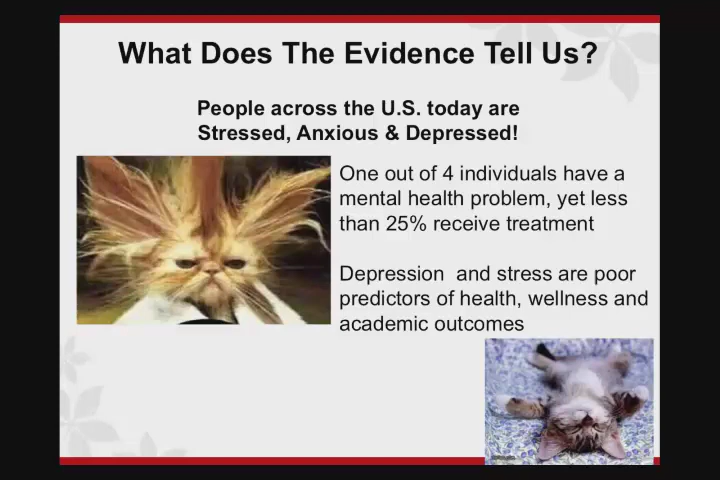 What Does The Evidence Tell Us?
People across the U.S. today are
Stressed, Anxious & Depressed!
One out of 4 individuals have a
mental health problem, yet less
than 25% receive treatment
Depression and stress are poor
predictors of health, wellness and
academic outcomes